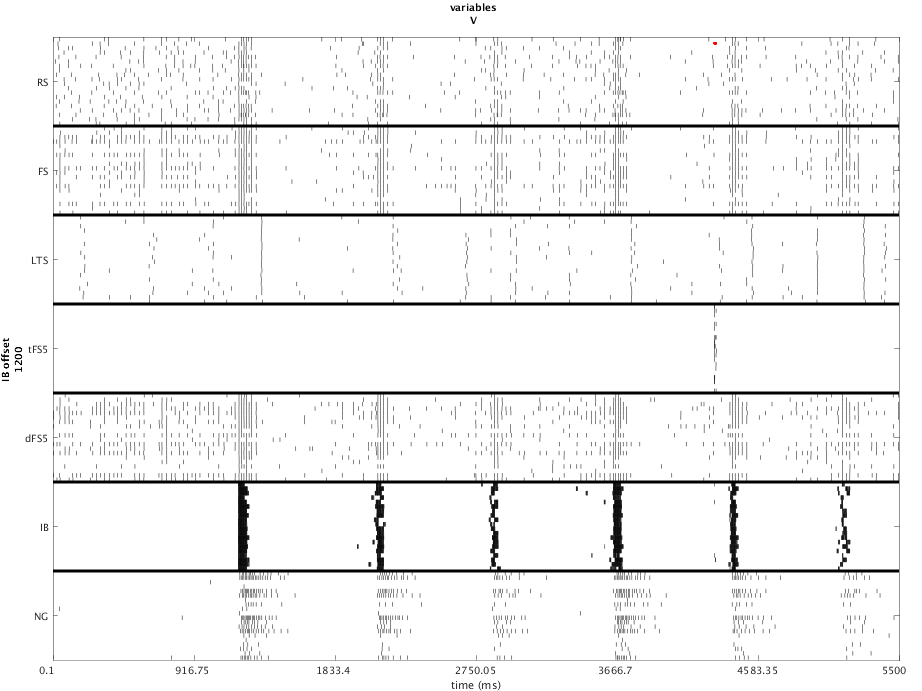 variables
V
RS
FS
LTS
tFS5
dFS5
IB
NG
IB offset
1200
0.1 916.75 1833.4 2750.05 3666.7 4583.35 5500
time (ms)